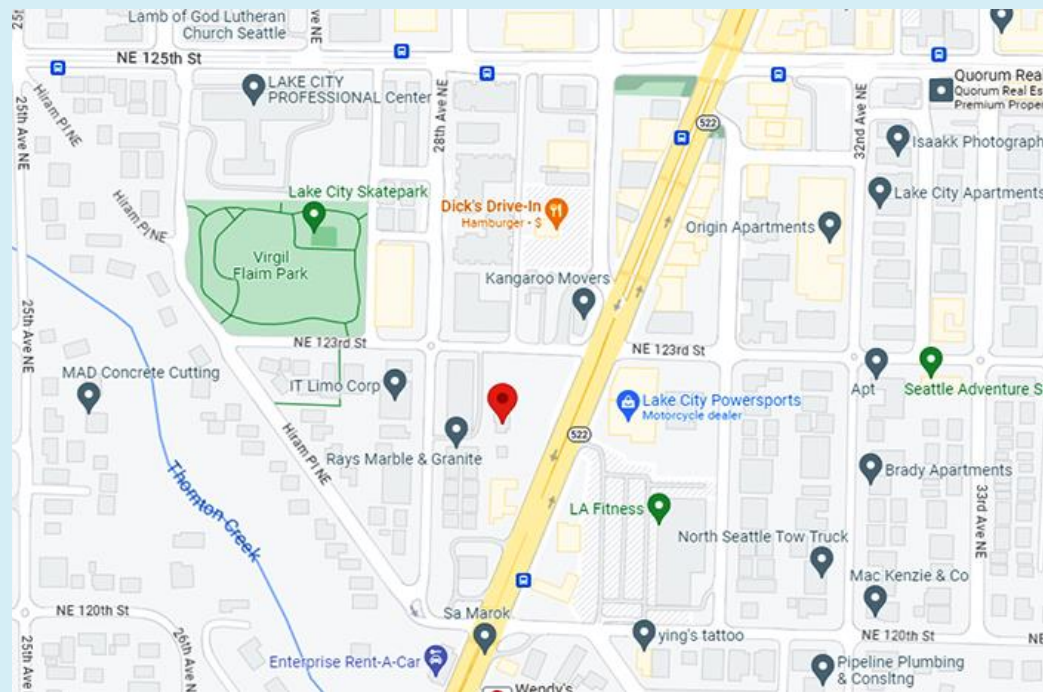 Lamb of God Lutheran
Church Seattle
NE 125th St
LAKE CITY
PROFESSIONAL Center
Hiram Pl NE
25th Ave NE
28th Ave NE
32nd Ave NE
522
Quorum Real
Quorum Real Es
Premium Proper
Isaakk Photograph
Lake City Apartments
Lake City Skatepark
Dick's Drive-In
Hamburger - $
Origin Apartments
Hiram Pl NE
Virgil
Flaim Park
Kangaroo Movers
25th Ave NE
NE 123rd St
NE 123rd St
MAD Concrete Cutting
IT Limo Corp
Apt
Seattle Adventure S
Lake City Powersports
Motorcycle dealer
522
Rays Marble & Granite
Hiram Pl NE
Brady Apartments
Thornton Creek
LA Fitness
33rd Ave NE
North Seattle Tow Truck
Mac Kenzie & Co
NE 120th St
Sa Marok
ying's tattoo
NE 120th St
NE
25th Ave
26th Av
Enterprise Rent-A-Car
Pipeline Plumbing
& Consltng
Wendy's